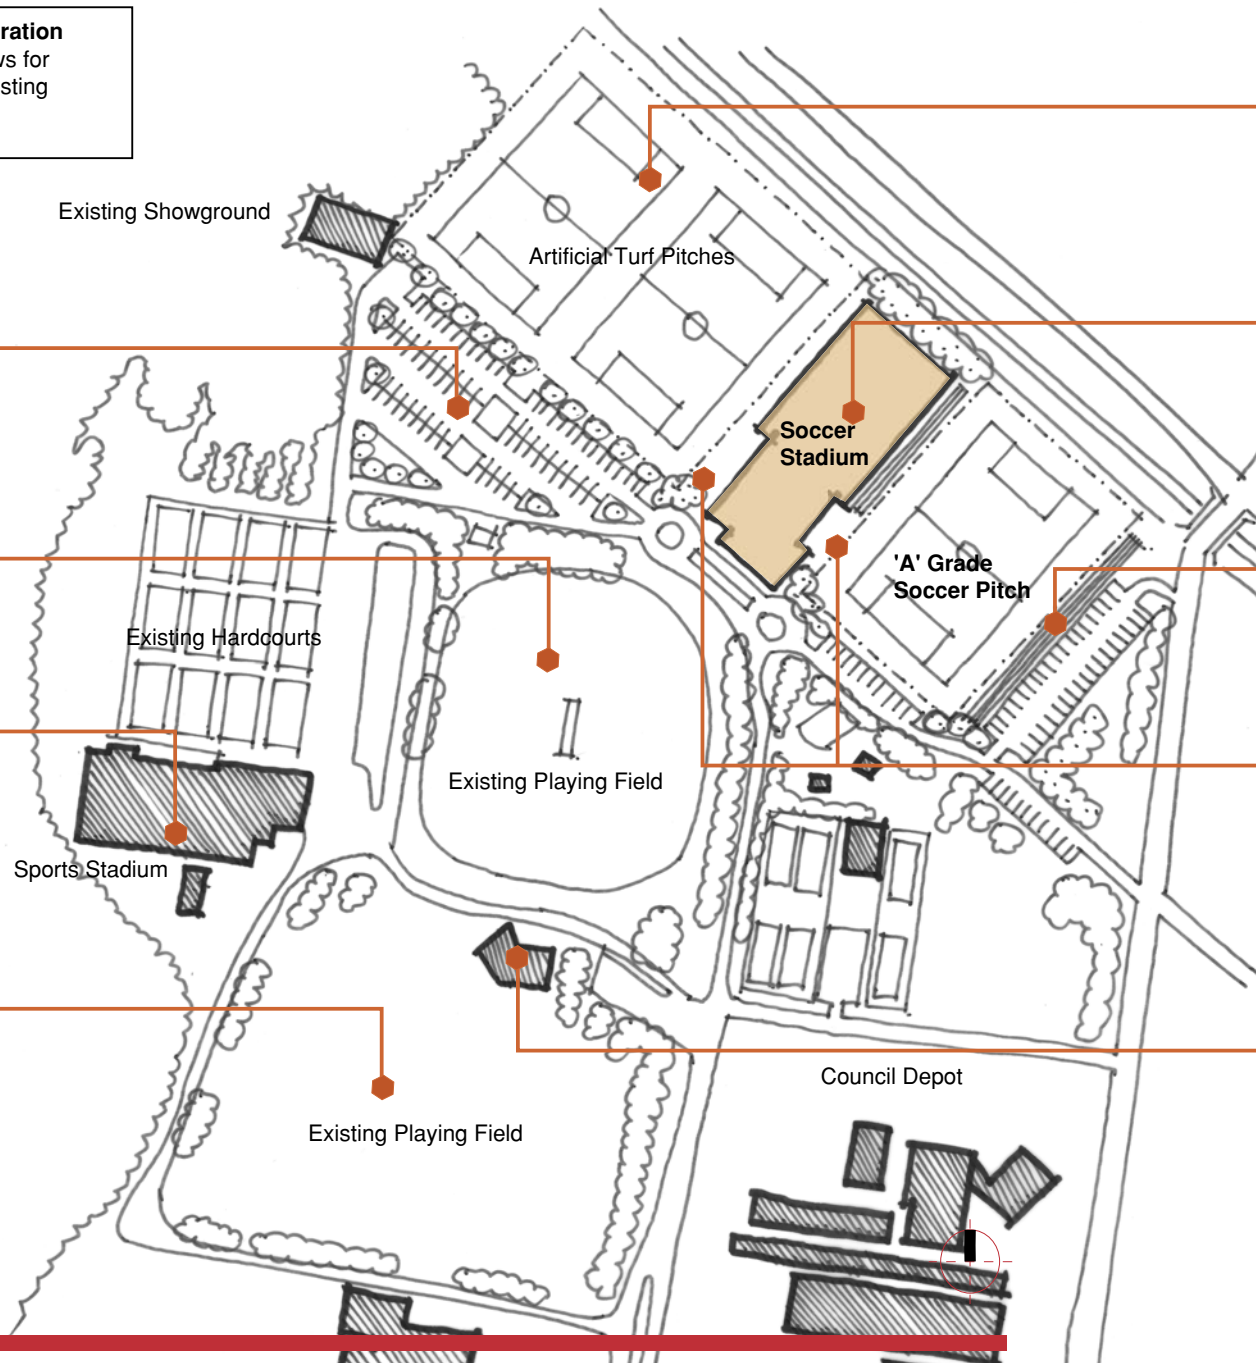 ration
ws for
sting
Existing Showground
Artificial Turf Pitches
Soccer
Stadium
'A' Grade
Soccer Pitch
Existing Hardcourts
Existing Playing Field
Sports Stadium
Council Depot
Existing Playing Field